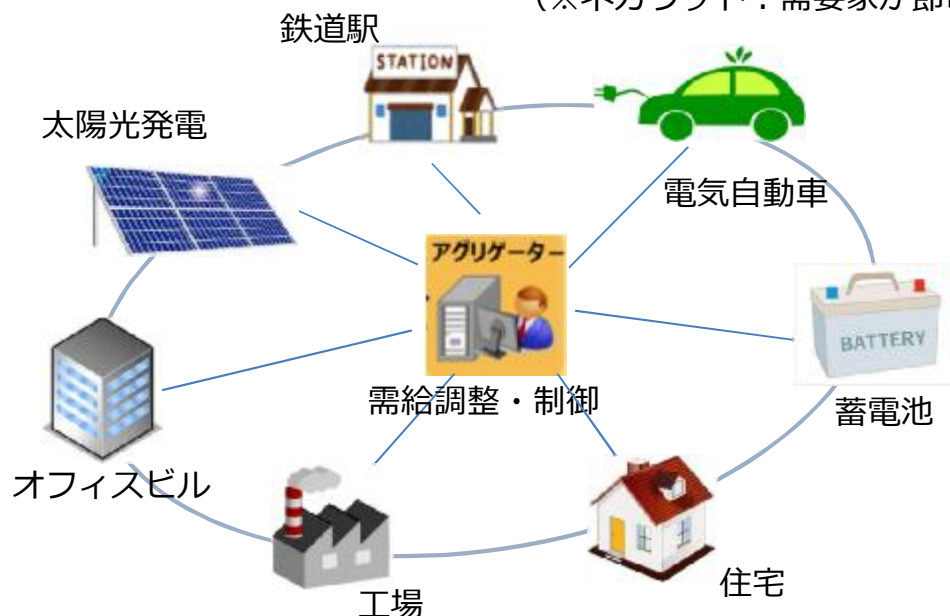 （※ネガワット：需要家が節
鉄道駅
STATION
太陽光発電
電気自動車
アグリゲーター
BATTERY
需給調整・制御
蓄電池
オフィスビル
住宅
工場